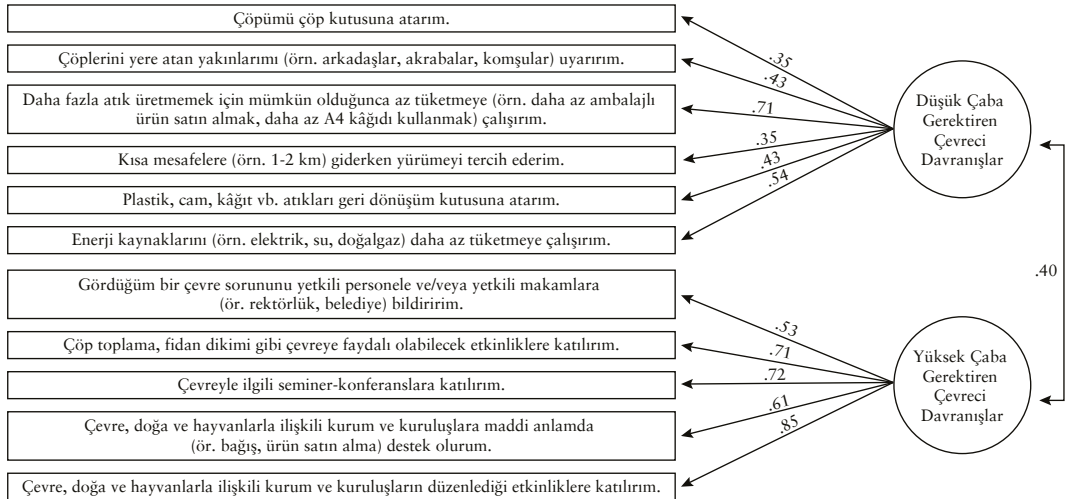 Çöpümü çöp kutusuna atarım.
Çöplerini yere atan yakınlarımı (örn. arkadaşlar, akrabalar, komşular) uyarırım.
Daha fazla atık üretmemek için mümkün olduğunca az tüketmeye (örn. daha az ambalajlı
ürün satın almak, daha az A4 kâğıdı kullanmak) çalışırım.
Kısa mesafelere (örn. 1-2 km) giderken yürümeyi tercih ederim.
Plastik, cam, kâğıt vb. atıkları geri dönüşüm kutusuna atarım.
Enerji kaynaklarını (örn. elektrik, su, doğalgaz) daha az tüketmeye çalışırım.
.35
.43
.71
.35
.43
.54
Düşük Çaba
Gerektiren
Çevreci
Davranışlar
.40
Gördüğüm bir çevre sorununu yetkili personele ve/veya yetkili makamlara
(ör. rektörlük, belediye) bildiririm.
Çöp toplama, fidan dikimi gibi çevreye faydalı olabilecek etkinliklere katılırım.
Çevreyle ilgili seminer-konferanslara katılırım.
Çevre, doğa ve hayvanlarla ilişkili kurum ve kuruluşlara maddi anlamda
(ör. bağış, ürün satın alma) destek olurum.
Çevre, doğa ve hayvanlarla ilişkili kurum ve kuruluşların düzenlediği etkinliklere katılırım.
.53
.71
.72
.61
.85
Yüksek Çaba
Gerektiren
Çevreci
Davranışlar